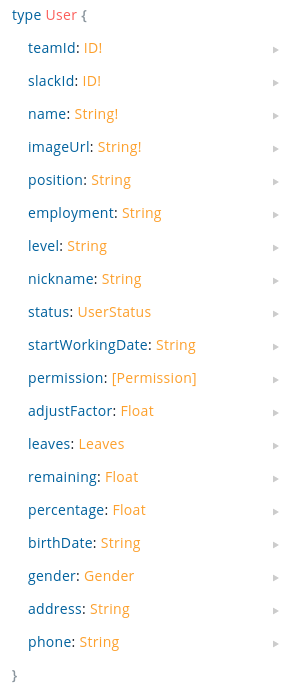 type User {
teamId: ID!
slackId: ID!
name: String!
imageUrl: String!
position: String
employment: String
level: String
nickname: String
status: UserStatus
startWorkingDate: String
permission: [Permission]
adjustFactor: Float
leaves: Leaves
remaining: Float
percentage: Float
birthDate: String
gender: Gender
address: String
phone: String
}